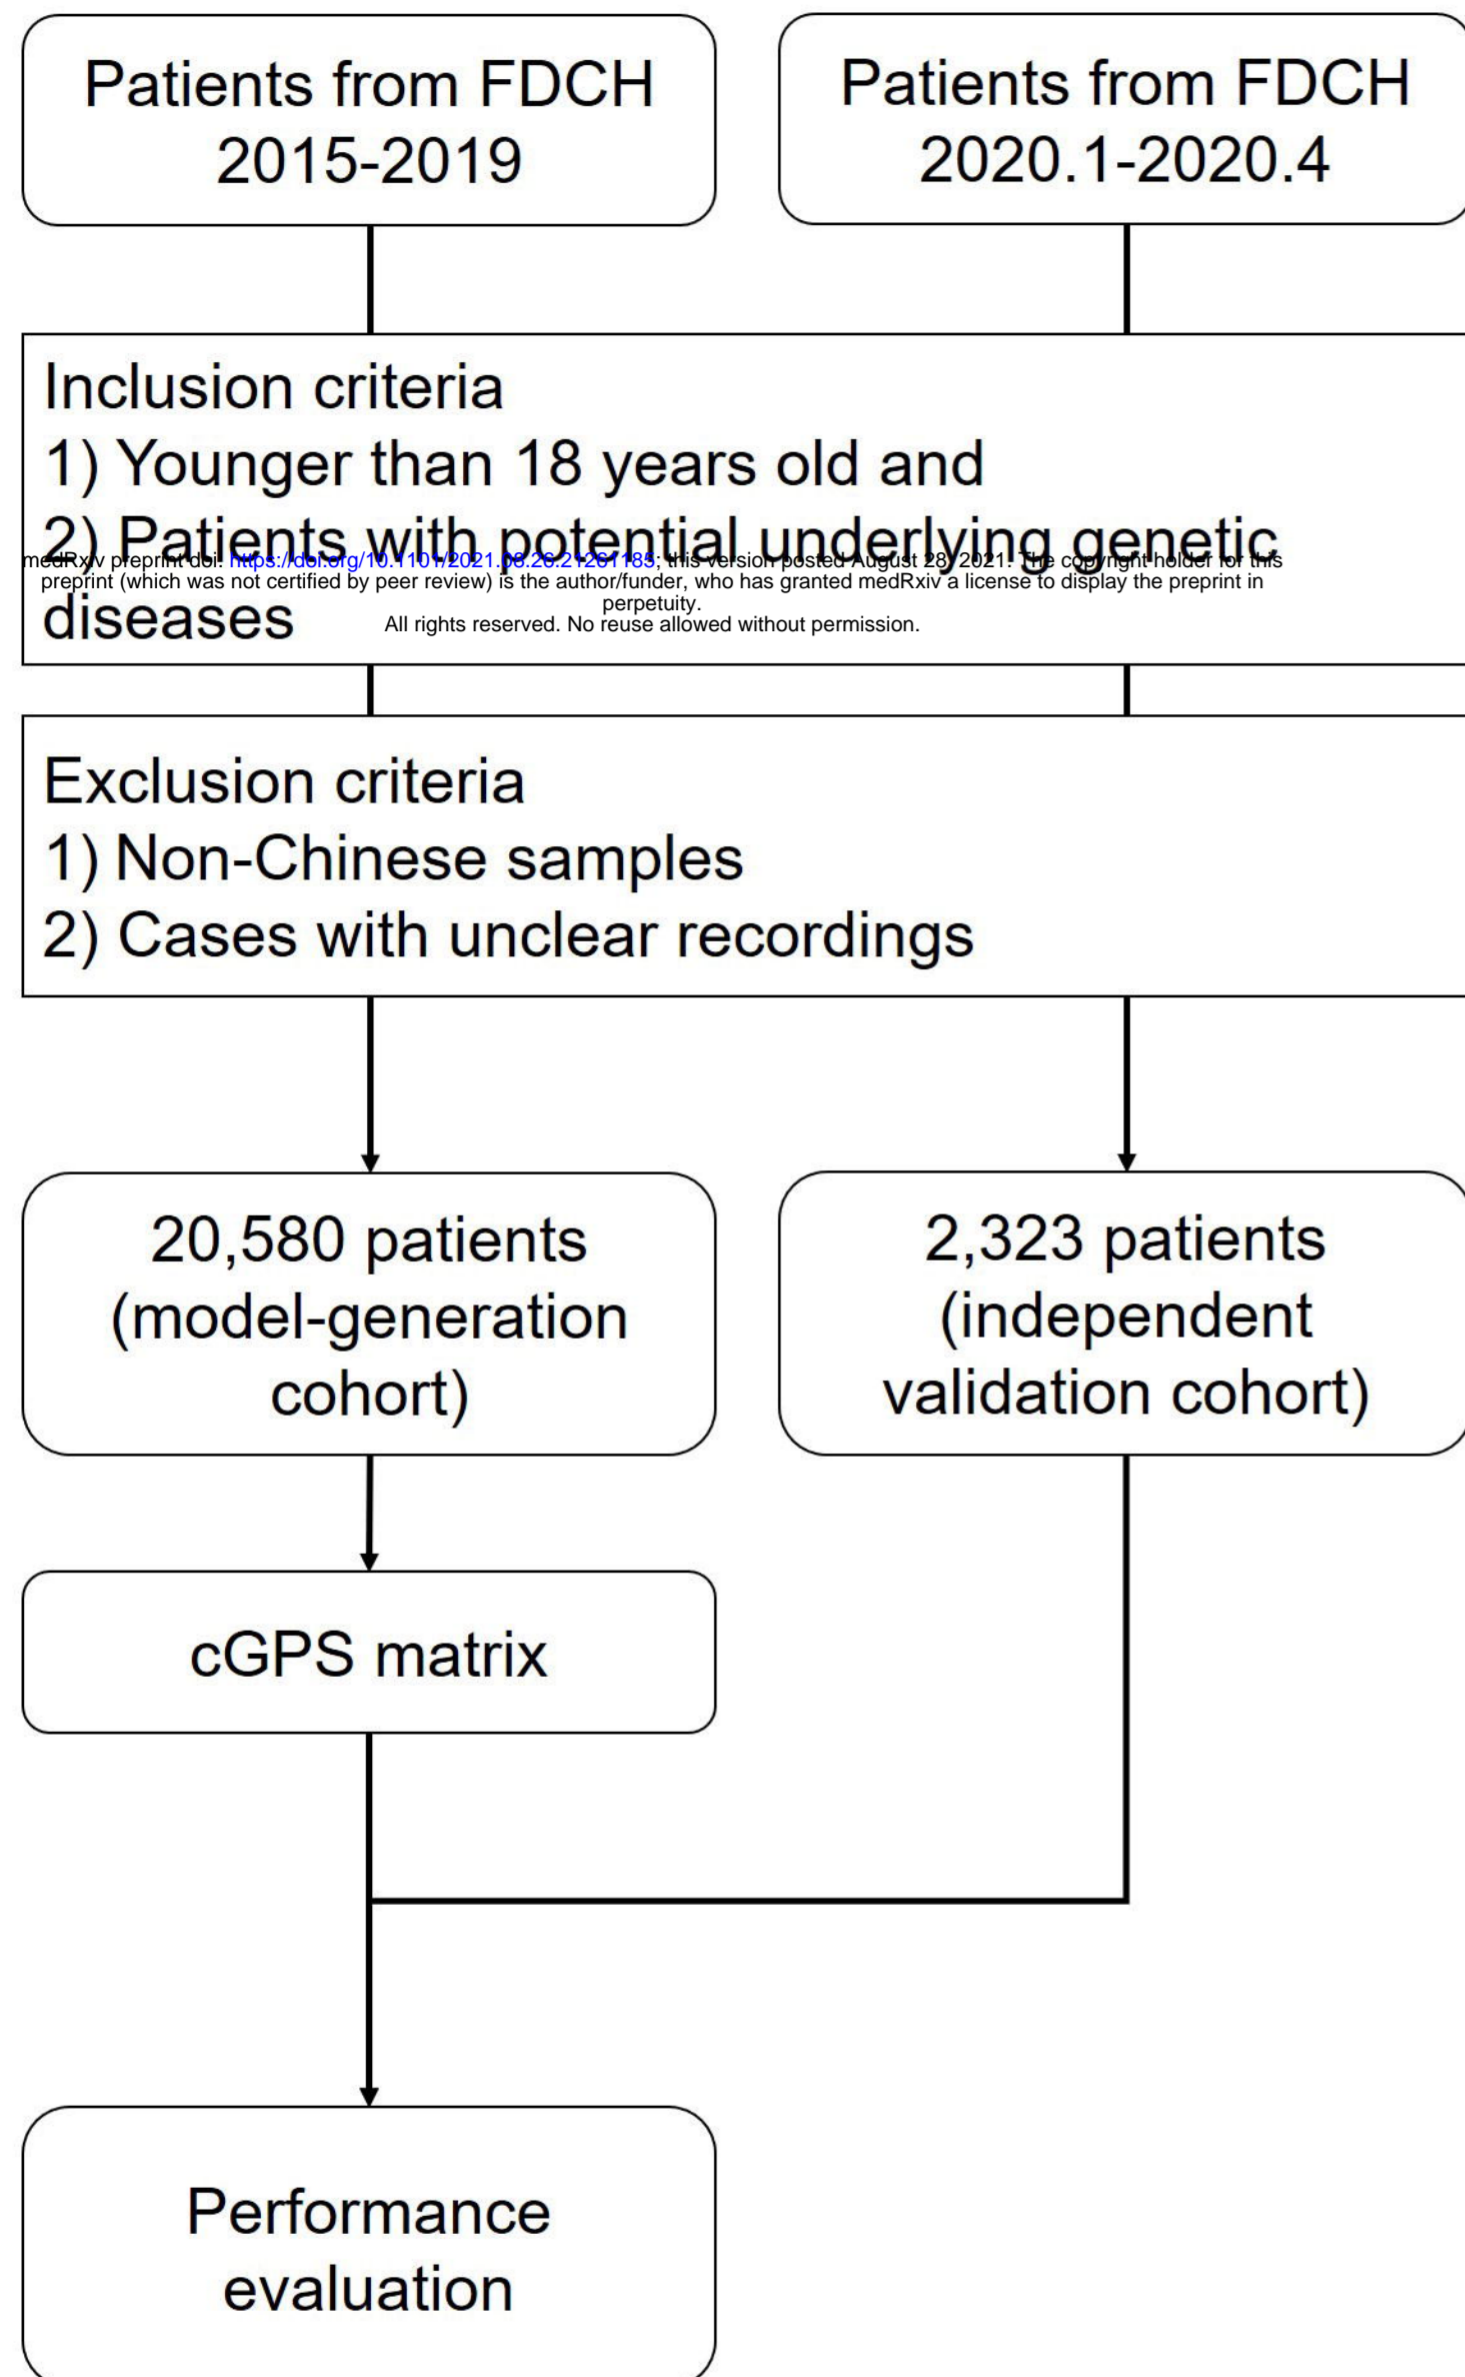 Patients from FDCH
2015-2019
Patients from FDCH
2020.1-2020.4
Inclusion criteria
1) Younger than 18 years old and
2) Patients with potential underlying genetic
diseases
medRxiv preprint doi: https://doi.org/10.1101/2021.08.26.21261185; this version posted August 28, 2021. The copyright holder for this
preprint (which was not certified by peer review) is the author/funder, who has granted medRxiv a license to display the preprint in
perpetuity.
All rights reserved. No reuse allowed without permission.
Exclusion criteria
1) Non-Chinese samples
2) Cases with unclear recordings
20,580 patients
(model-generation
cohort)
2,323 patients
(independent
validation cohort)
cGPS matrix
Performance
evaluation